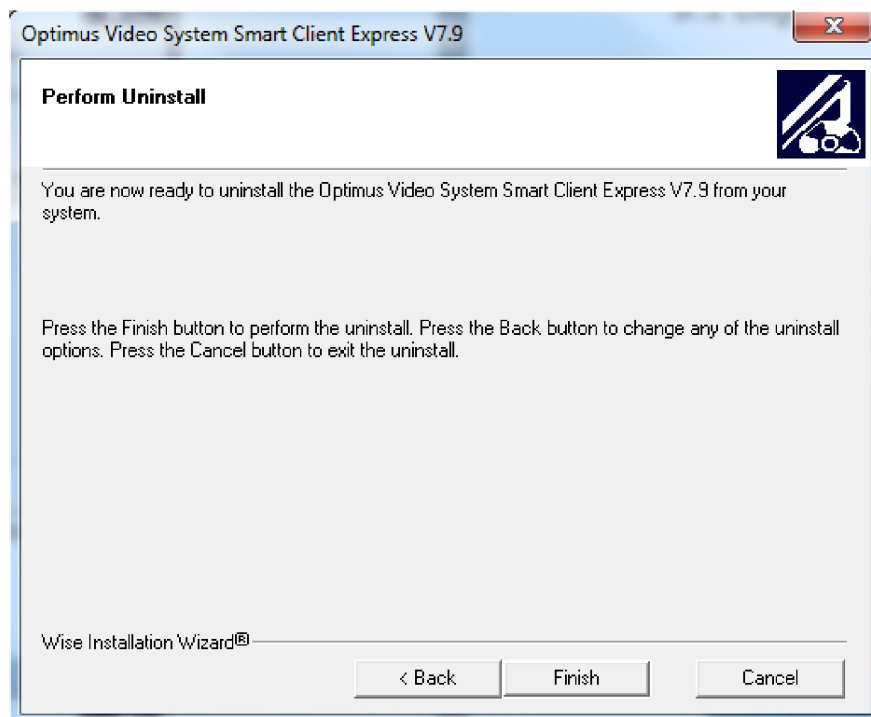 Optimus Video System Smart Client Express V7.9
Perform Uninstall
You are now ready to uninstall the Optimus Video System Smart Client Express V7.9 from your
system.
Press the Finish button to perform the uninstall. Press the Back button to change any of the uninstall
options. Press the Cancel button to exit the uninstall.
Wise Installation Wizard®
< Back
Finish
Cancel